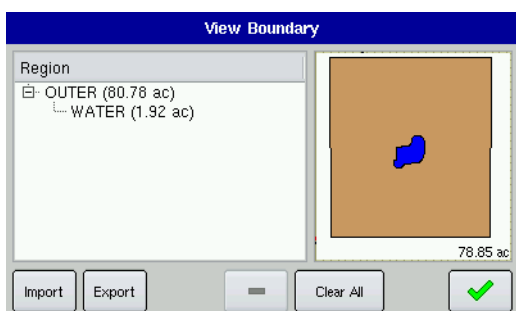 View Boundary
Region
OUTER (80.78 ac)
WATER (1.92 ac)
78.85 ac
Import
Export
Clear All